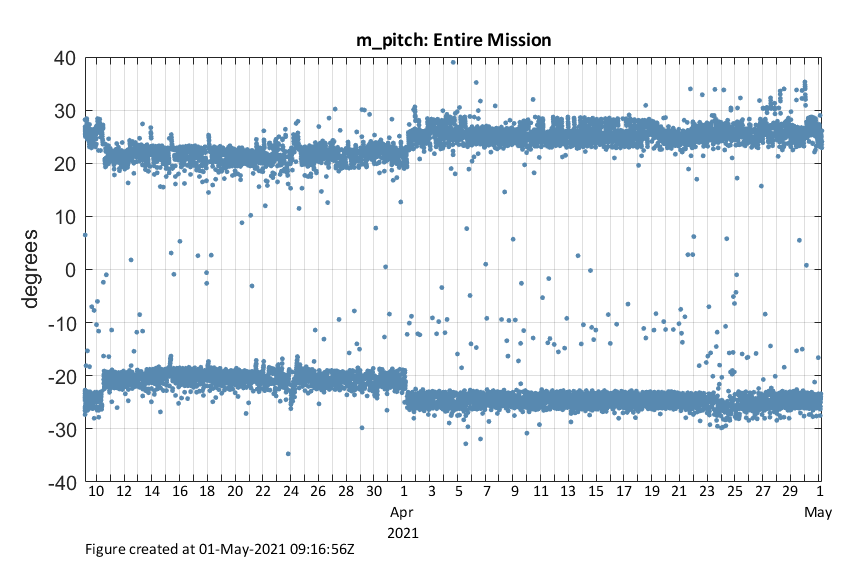 m_pitch: Entire Mission
40
30
20
10
0
-10
-20
-30
-40
degrees
10 12 14 16 18 20 22 24 26 28 30 1 3 5 7 9 11 13 15 17 19 21 23 25 27 29 1
Apr May
2021
Figure created at 01-May-2021 09:16:56Z